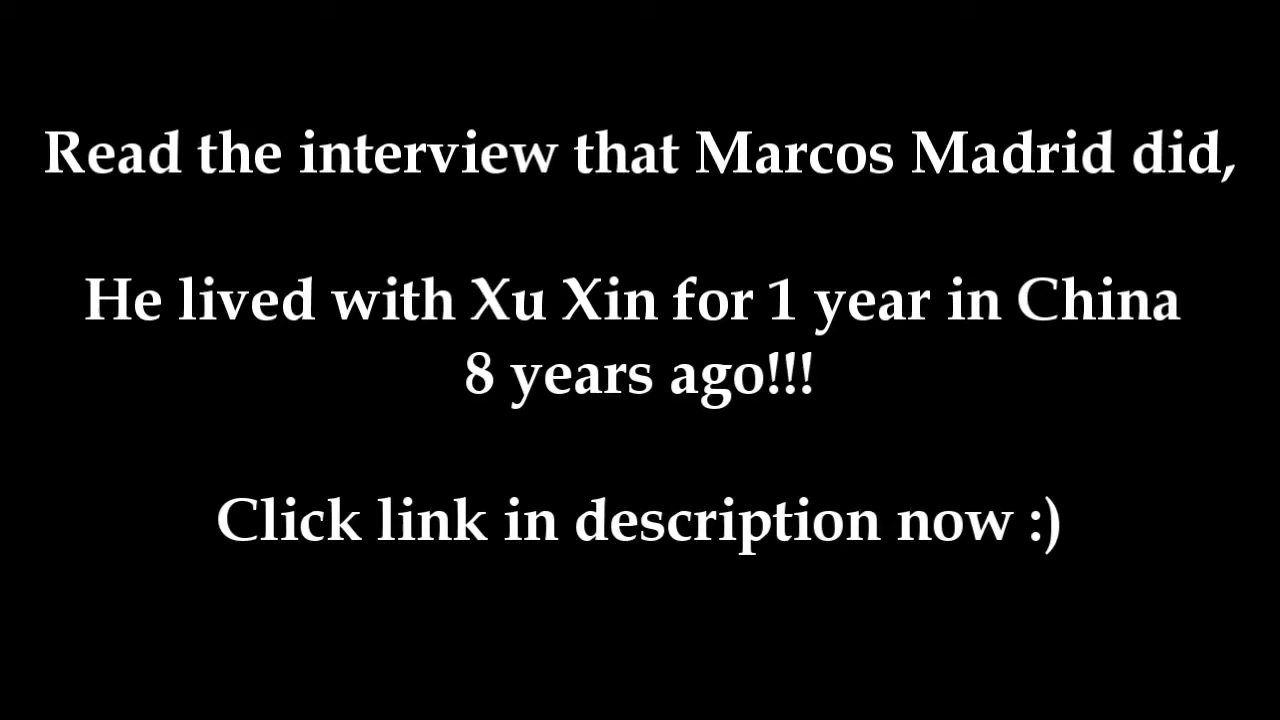 Read the interview that Marcos Madrid did,
He lived with Xu Xin for 1 year in China
8 years ago!!!
Click link in description now :)